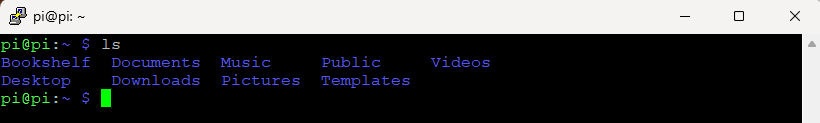 pi@pi: ~
pi@pi:~ $ ls
Bookshelf  Documents  Music     Public     Videos
Desktop    Downloads  Pictures  Templates
pi@pi:~ $